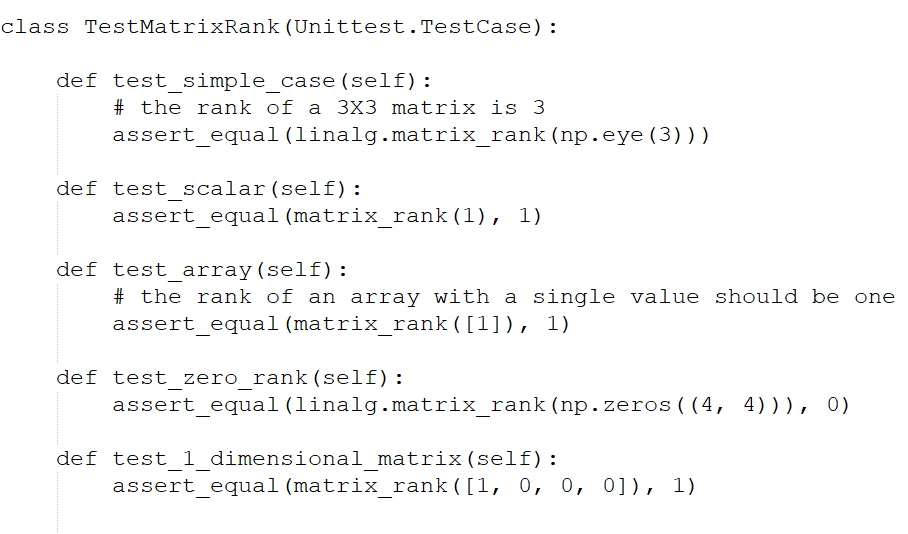 class TestMatrixRank(Unittest.TestCase):
def test_simple_case(self):
# the rank of a 3X3 matrix is 3
assert_equal(linalg.matrix_rank(np.eye(3)))
def test_scalar(self):
assert_equal(matrix_rank(1), 1)
def test_array(self):
# the rank of an array with a single value should be one
assert_equal(matrix_rank([1]), 1)
def test_zero_rank(self):
assert_equal(linalg.matrix_rank(np.zeros((4, 4))), 0)
def test_1_dimensional_matrix(self):
assert_equal(matrix_rank([1, 0, 0, 0]), 1)